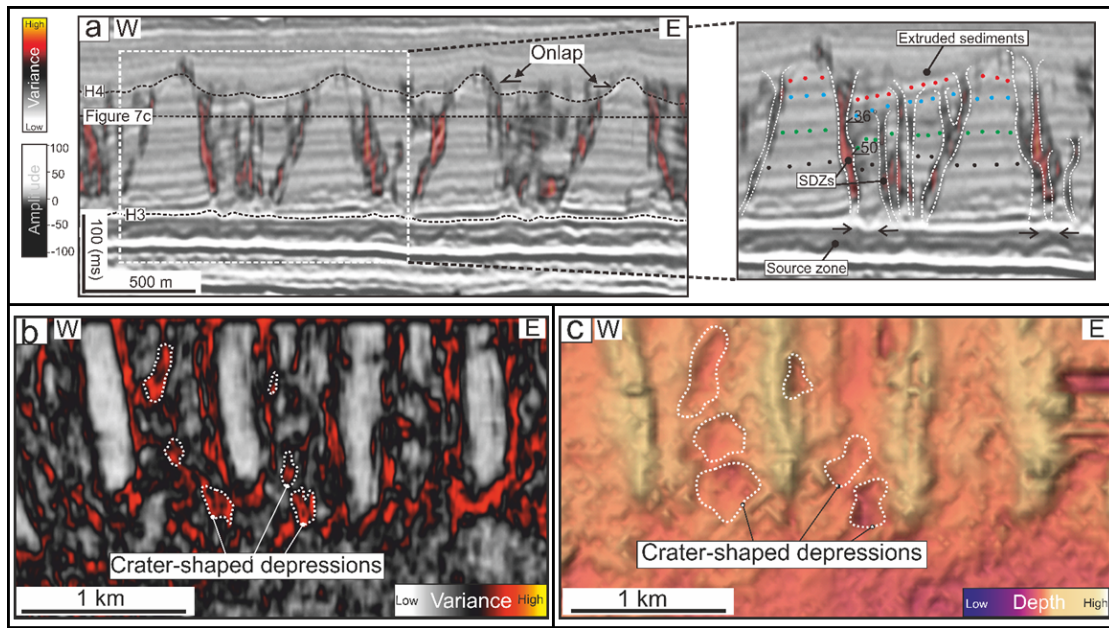 High
Variance
Low
100
50
0
-50
-100
Amplitude
a W
E
Onlap
H4
Figure 7c
H3
100 (ms)
500 m
Extruded sediments
36
50
SDZs
Source zone
b W
E
Crater-shaped depressions
1 km
Low Variance High
c W
E
Crater-shaped depressions
1 km
Low Depth High